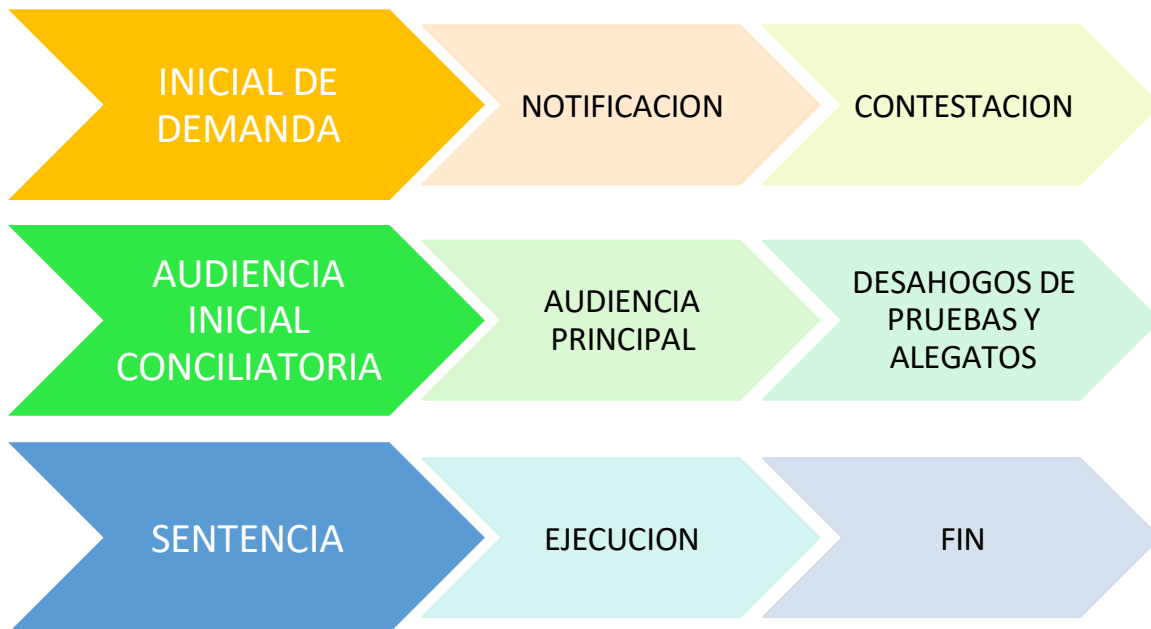 INICIAL DE
DEMANDA
NOTIFICACION
CONTESTACION
AUDIENCIA
INICIAL
CONCILIATORIA
AUDIENCIA
PRINCIPAL
DESAHOGOS DE
PRUEBAS Y
ALEGATOS
SENTENCIA
EJECUCION
FIN